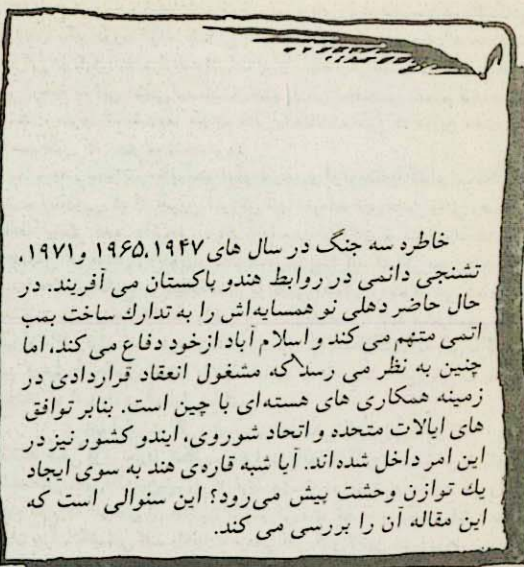 خاطره سه جنگ در سال های ۱۹۴۷،۱۹۶۵ و ۱۹۷۱،
تشنجی دائمی در روابط هندو پاکستان می آفریند. در
حال حاضر دهلی نو همسایه‌اش را به تدارك ساخت بمب
اتمی متهم می کند و اسلام آباد ازخود دفاع می کند، اما
چنین به نظر می رسد که مشغول انعقاد قراردادی در
زمینه همکاری های هسته‌ای با چین است. بنابر توافق
های ایالات متحده و اتحاد شوروی، ایندو کشور نیز در
این امر داخل شده‌اند. آیا شبه قاره‌ی هند به سوی ایجاد
یك توازن وحشت پیش می‌رود؟ این سئوالی است که
این مقاله آن را بررسی می کند.